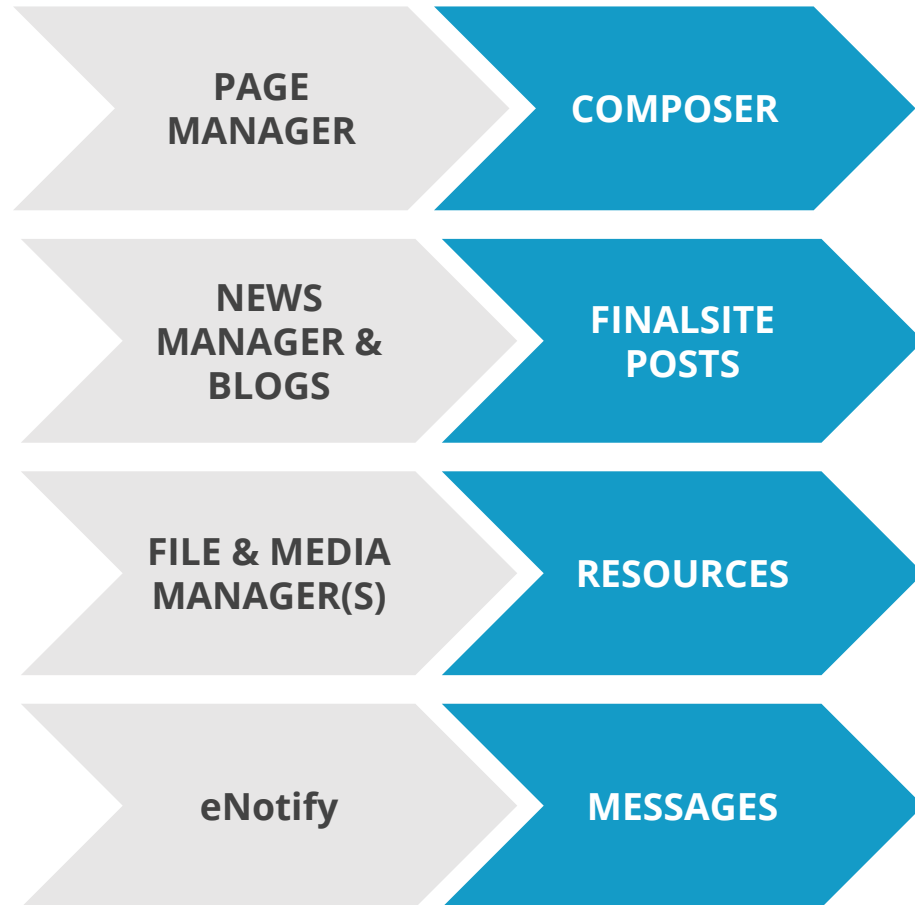 PAGE
MANAGER
COMPOSER
NEWS
MANAGER &
BLOGS
FINALSITE
POSTS
FILE & MEDIA
MANAGER(S)
RESOURCES
eNotify
MESSAGES